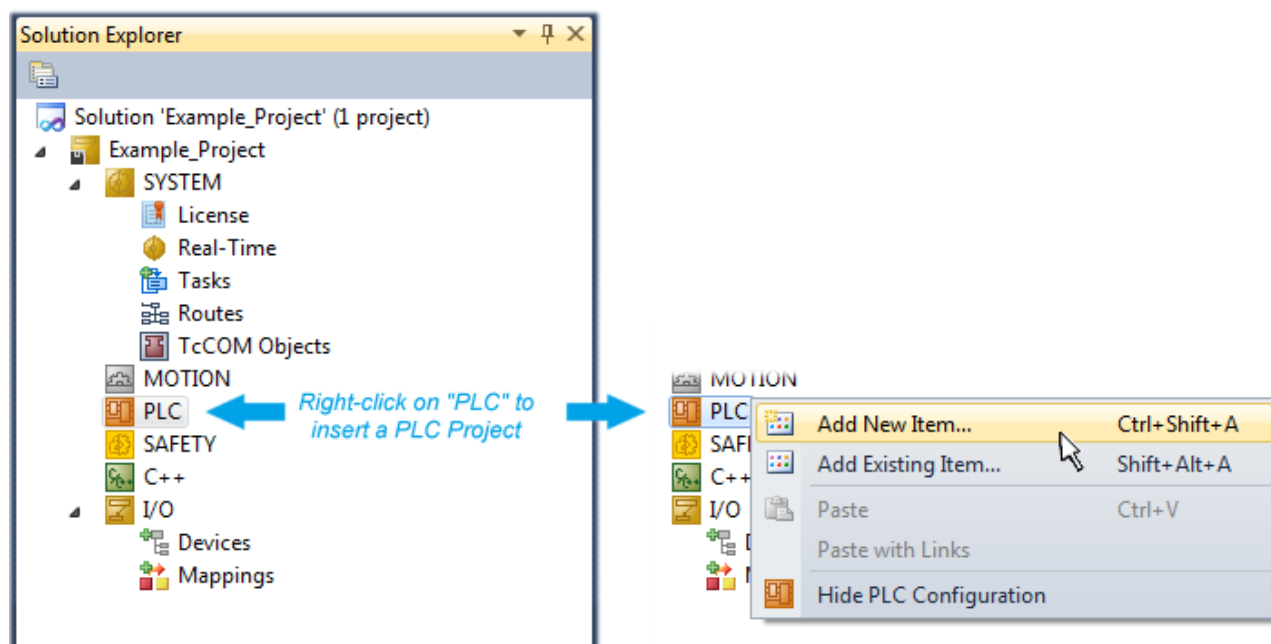 Solution Explorer
Solution 'Example_Project' (1 project)
Example_Project
SYSTEM
License
Real-Time
Tasks
Routes
TcCOM Objects
MOTION
PLC
SAFETY
C++
I/O
Devices
Mappings
Right-click on "PLC" to
insert a PLC Project
MOTION
PLC
SAF
C++
I/O
Add New Item... Ctrl+Shift+A
Add Existing Item... Shift+Alt+A
Paste Ctrl+V
Paste with Links
Hide PLC Configuration